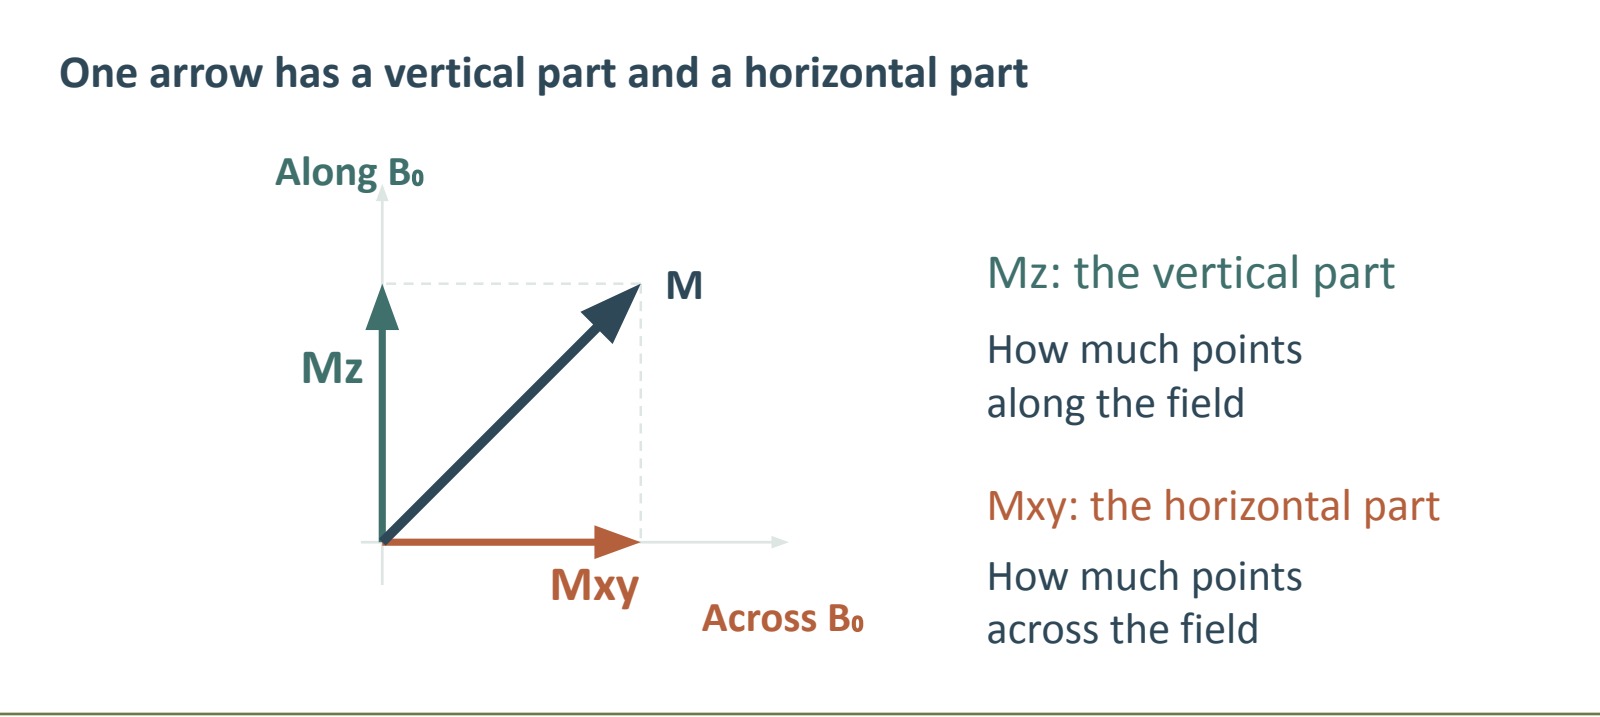 One arrow has a vertical part and a horizontal part
Along B₀
M
Mz
Mxy
Across B₀
Mz: the vertical part
How much points
along the field
Mxy: the horizontal part
How much points
across the field